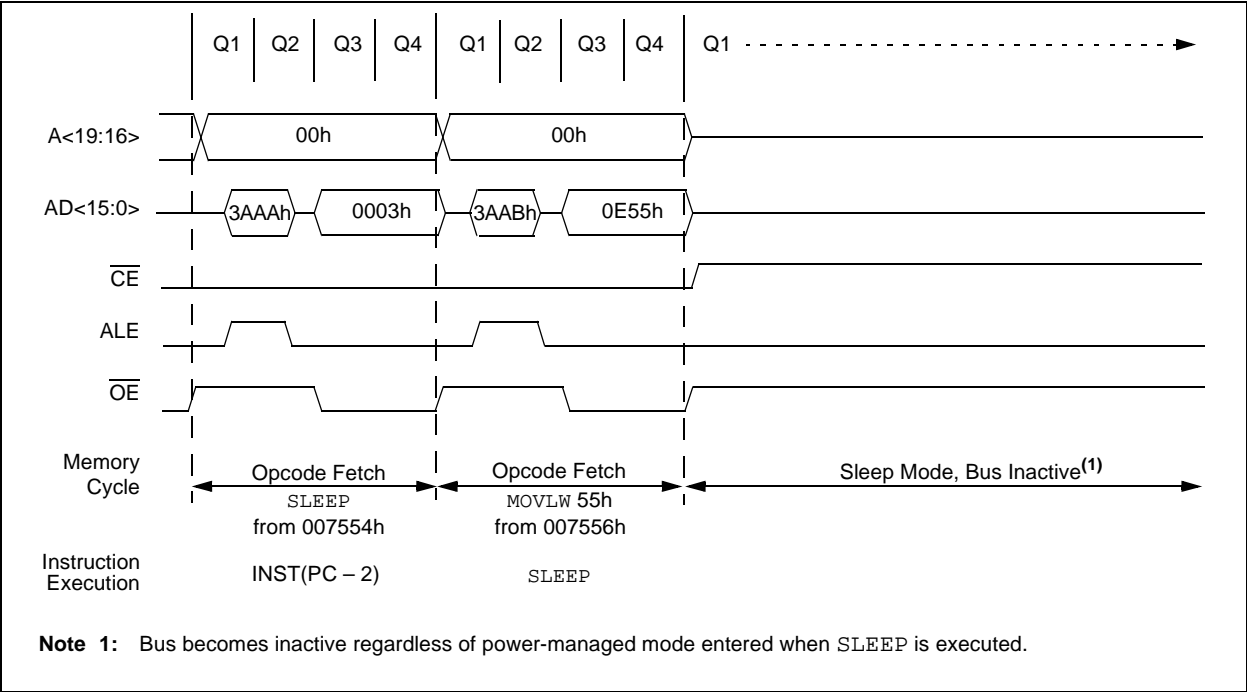 Q1 Q2 Q3 Q4 Q1 Q2 Q3 Q4 Q1
A<19:16> 00h 00h
AD<15:0> 3AAAh 0003h 3AABh 0E55h
CE
ALE
OE
Memory
Cycle
Opcode Fetch
SLEEP
from 007554h
Opcode Fetch
MOVLW 55h
from 007556h
Sleep Mode, Bus Inactive(1)
Instruction
Execution
INST(PC – 2)
SLEEP
Note 1: Bus becomes inactive regardless of power-managed mode entered when SLEEP is executed.